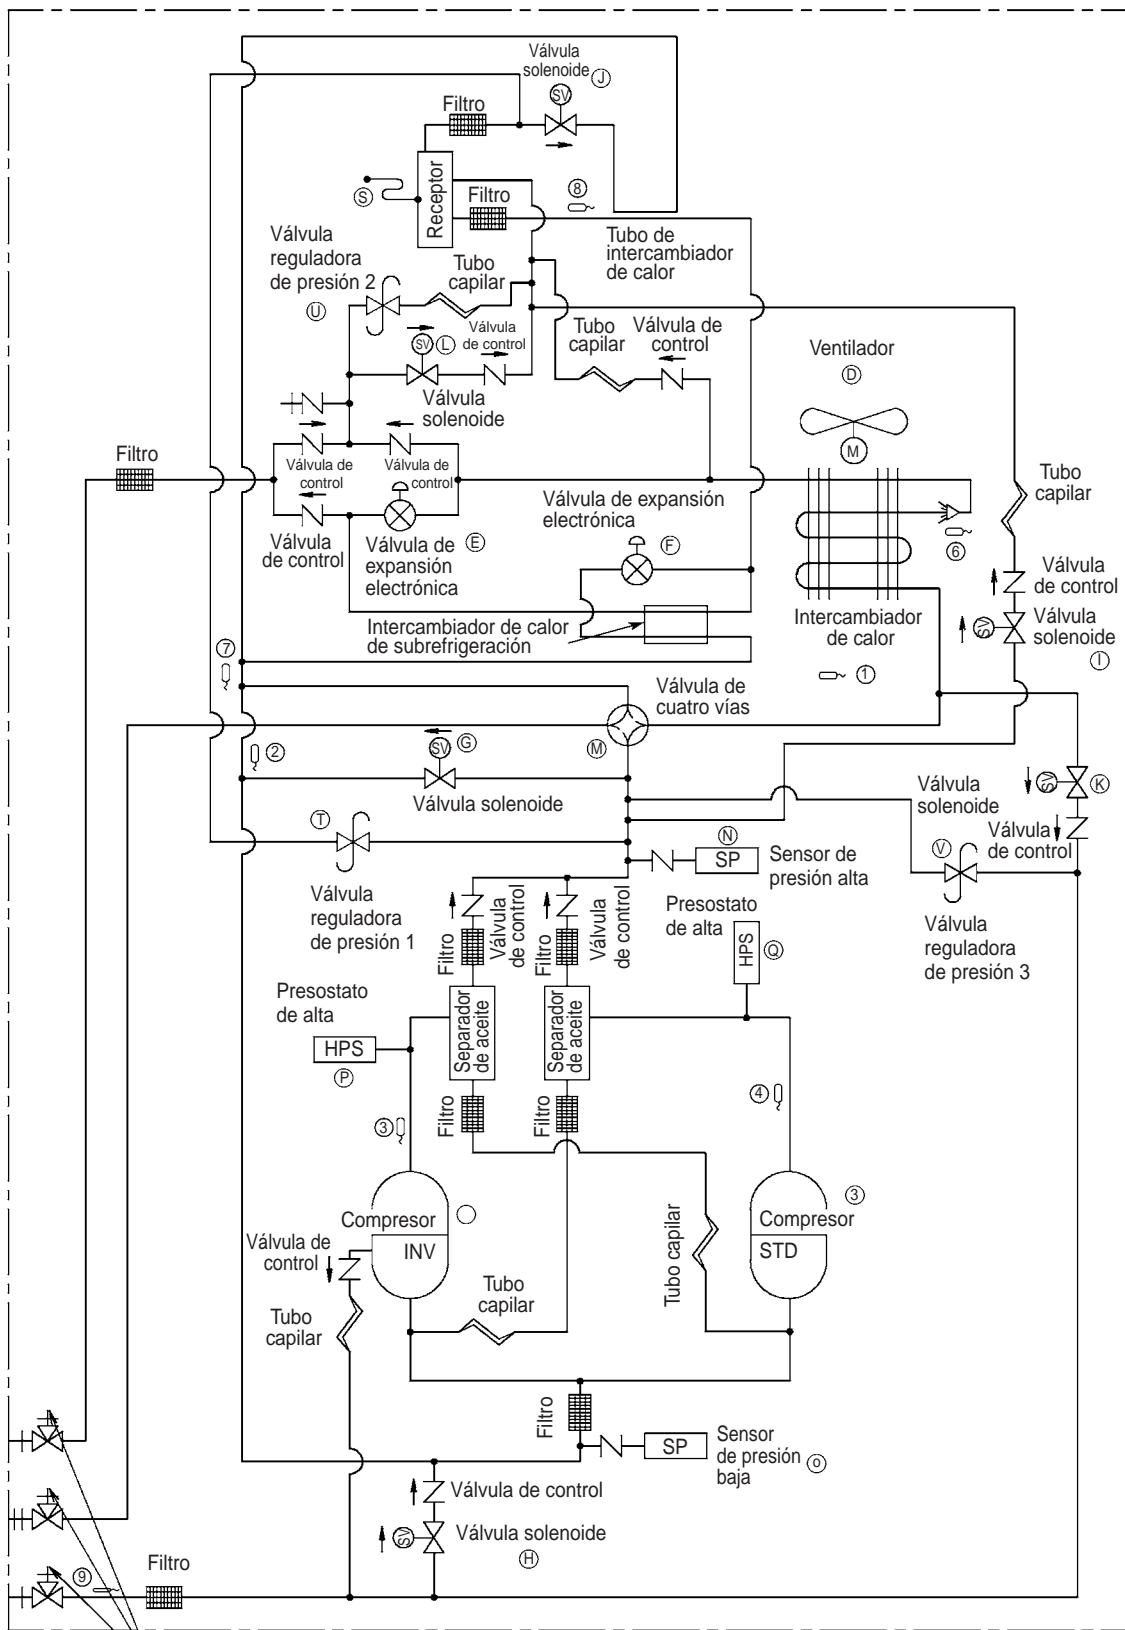 Válvula
solenoide
J
SV
Filtro
Receptor
S
Filtro
8
Tubo de
intercambiador
de calor
Válvula
reguladora
de presión 2
U
Tubo
capilar
SV
L
Válvula
de control
Válvula
solenoide
Tubo
capilar
Válvula de
control
Ventilador
D
M
Filtro
Válvula de
control
Válvula de
control
Válvula
de control
Válvula de
expansión
electrónica
E
Válvula de expansión
electrónica
F
Tubo
capilar
6
Válvula
de control
Válvula
solenoide
SV
I
Intercambiador de calor
de subrefrigeración
Intercambiador
de calor
1
7
Válvula de
cuatro vías
M
2
SV
G
Válvula solenoide
Válvula
solenoide
SV
K
Válvula
de control
T
Válvula
reguladora
de presión 1
N
SP
Sensor de
presión alta
V
Válvula
reguladora
de presión 3
Filtro
Válvula
de control
Filtro
Válvula
de control
Presostato
de alta
HPS
Q
Presostato
de alta
HPS
P
Separador
de aceite
Separador
de aceite
Filtro
Filtro
3
4
Compresor
INV
3
Compresor
STD
Válvula de
control
Tubo
capilar
Tubo
capilar
Tubo capilar
Filtro
SP
Sensor
de presión
baja
o
Válvula de control
SV
Válvula solenoide
H
9
Filtro